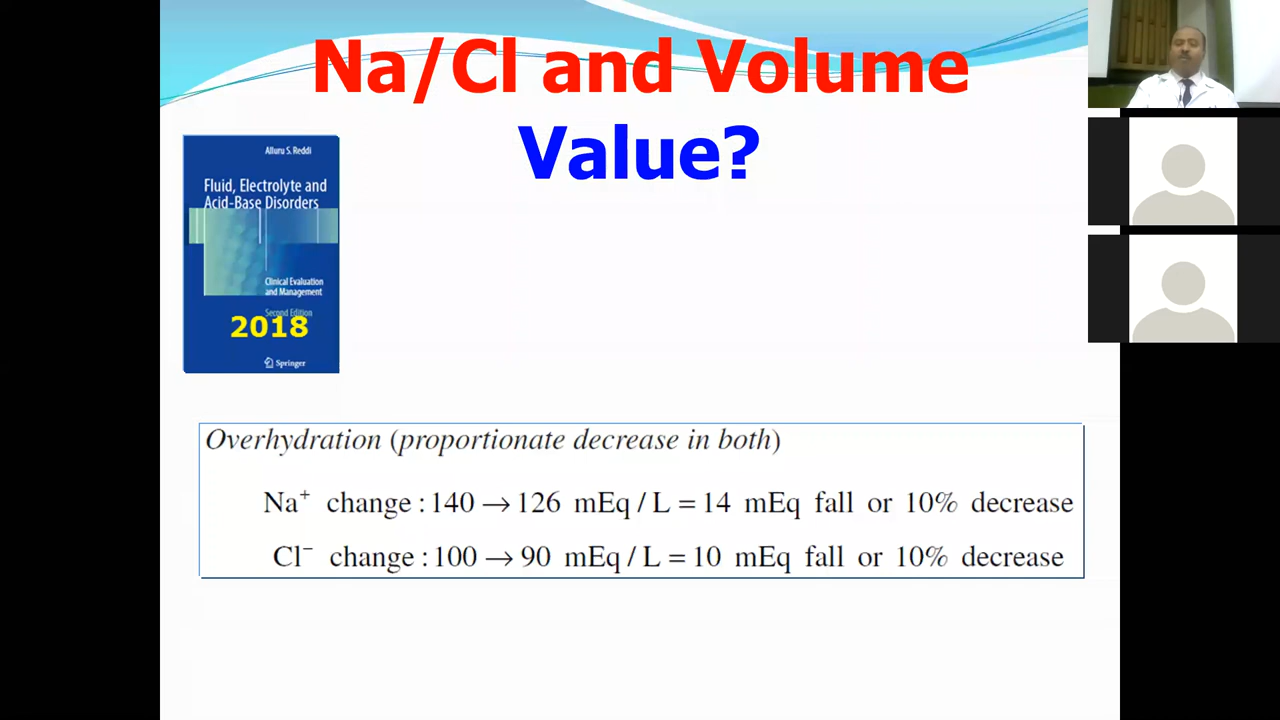 Na/Cl and Volume
Value?
Alluru S. Reddi
Fluid, Electrolyte and
Acid-Base Disorders
Clinical Evaluation
and Management
Second Edition
2018
Springer
Overhydration (proportionate decrease in both)
Na⁺ change : 140 → 126 mEq / L = 14 mEq fall or 10% decrease
Cl⁻ change : 100 → 90 mEq / L = 10 mEq fall or 10% decrease